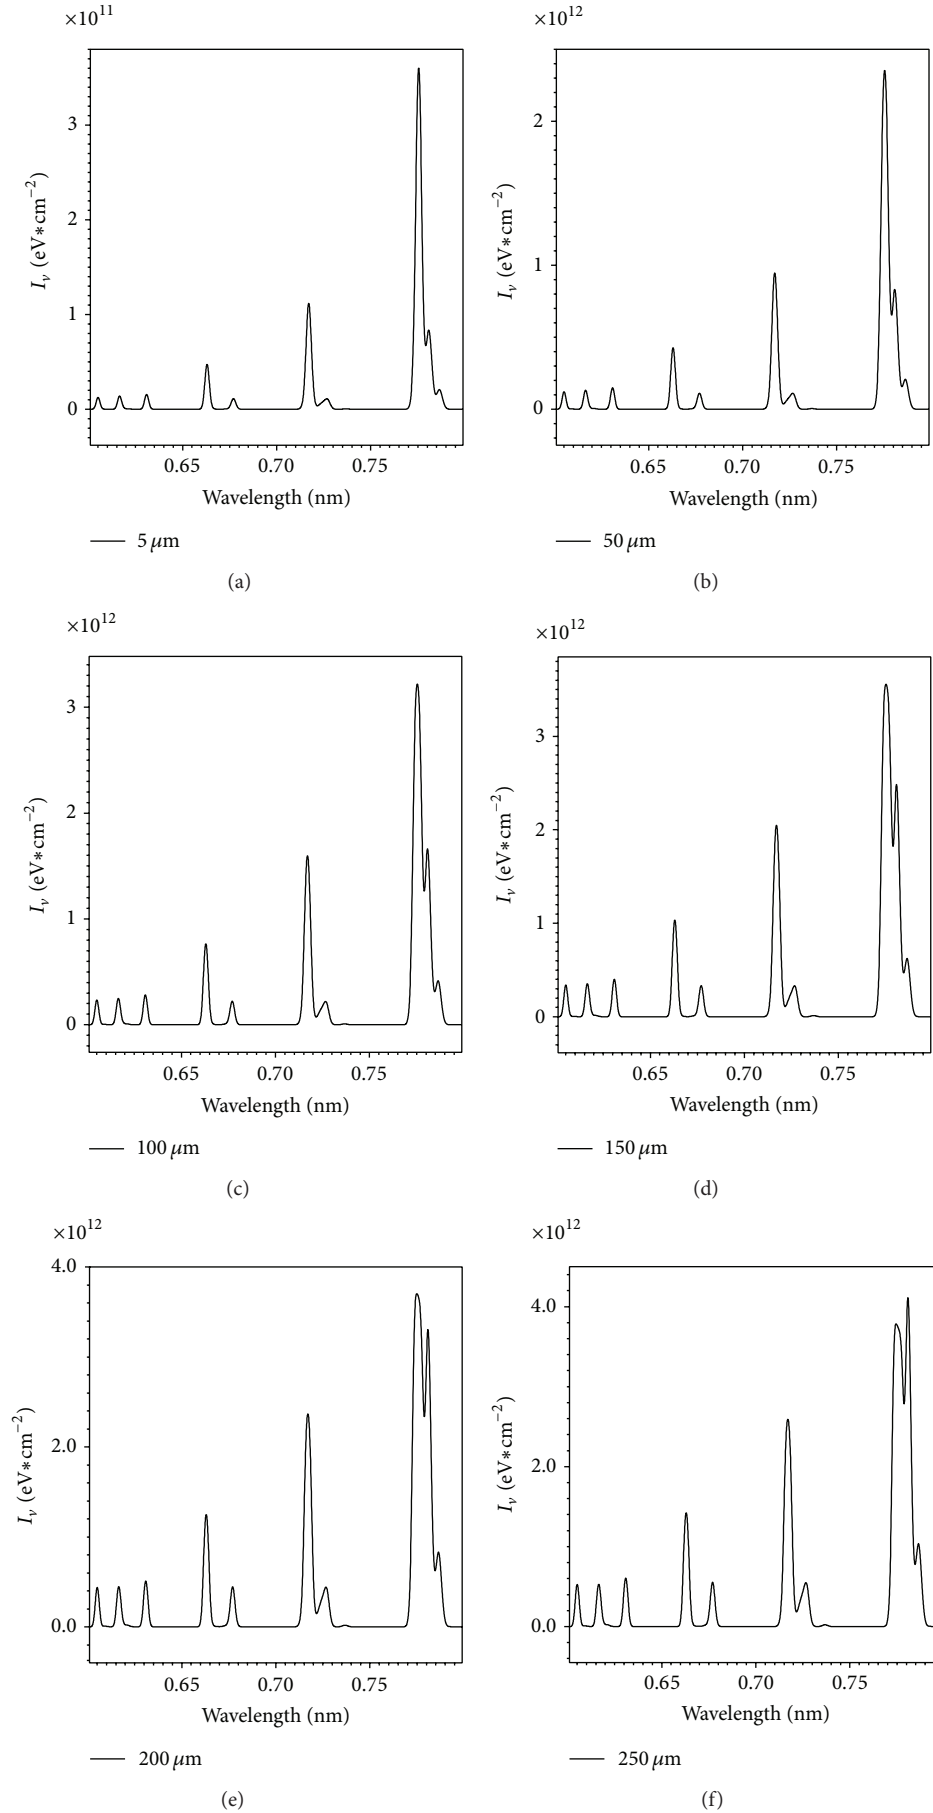 ×10¹¹
3
2
1
0
I_ν (eV∗cm⁻²)
0.65 0.70 0.75
Wavelength (nm)
5 μm
(a)
×10¹²
2
1
0
I_ν (eV∗cm⁻²)
0.65 0.70 0.75
Wavelength (nm)
50 μm
(b)
×10¹²
3
2
1
0
I_ν (eV∗cm⁻²)
0.65 0.70 0.75
Wavelength (nm)
100 μm
(c)
×10¹²
3
2
1
0
I_ν (eV∗cm⁻²)
0.65 0.70 0.75
Wavelength (nm)
150 μm
(d)
×10¹²
4.0
2.0
0.0
I_ν (eV∗cm⁻²)
0.65 0.70 0.75
Wavelength (nm)
200 μm
(e)
×10¹²
4.0
2.0
0.0
I_ν (eV∗cm⁻²)
0.65 0.70 0.75
Wavelength (nm)
250 μm
(f)